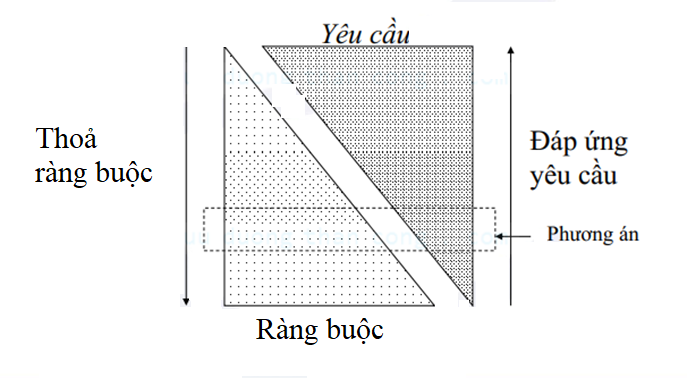 Yêu cầu
Thoả
ràng buộc
Đáp ứng
yêu cầu
Phương án
Ràng buộc